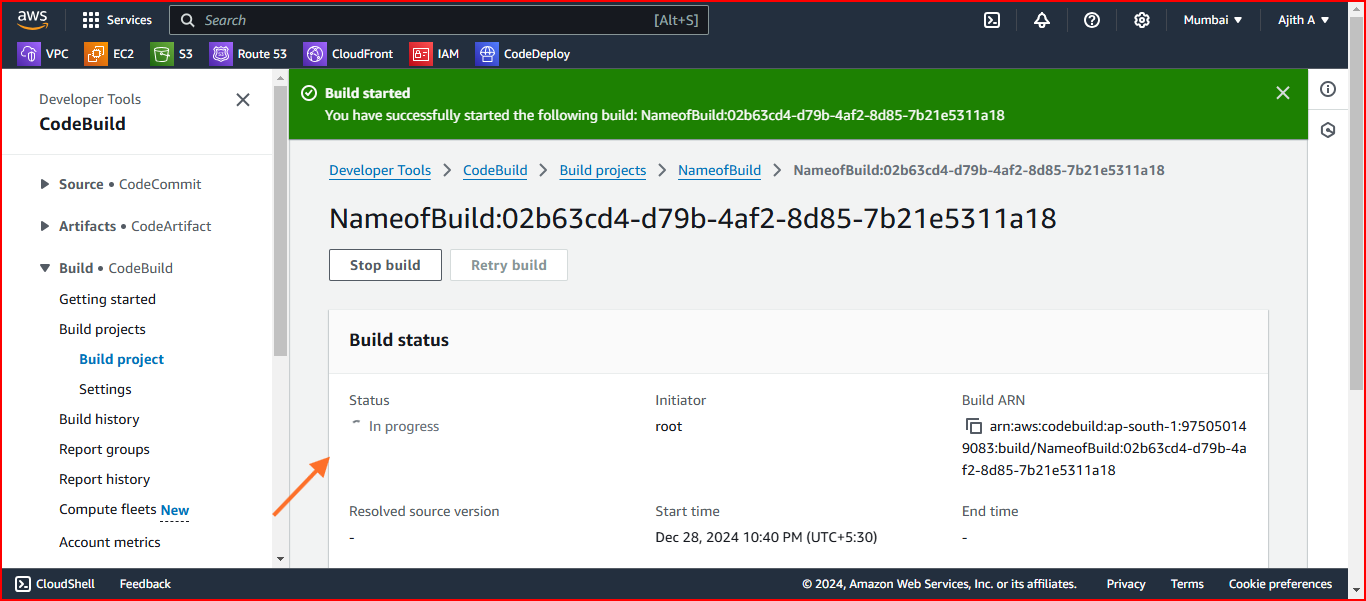 aws
Services
Search
[Alt+S]
Mumbai
Ajith A
VPC
EC2
S3
Route 53
CloudFront
IAM
CodeDeploy
Developer Tools
CodeBuild
Source • CodeCommit
Artifacts • CodeArtifact
Build • CodeBuild
Getting started
Build projects
Build project
Settings
Build history
Report groups
Report history
Compute fleets New
Account metrics
Build started
You have successfully started the following build: NameofBuild:02b63cd4-d79b-4af2-8d85-7b21e5311a18
Developer Tools > CodeBuild > Build projects > NameofBuild > NameofBuild:02b63cd4-d79b-4af2-8d85-7b21e5311a18
NameofBuild:02b63cd4-d79b-4af2-8d85-7b21e5311a18
Stop build
Retry build
Build status
Status
In progress
Initiator
root
Build ARN
arn:aws:codebuild:ap-south-1:97505014
9083:build/NameofBuild:02b63cd4-d79b-4a
f2-8d85-7b21e5311a18
Resolved source version
-
Start time
Dec 28, 2024 10:40 PM (UTC+5:30)
End time
-
CloudShell
Feedback
© 2024, Amazon Web Services, Inc. or its affiliates.
Privacy
Terms
Cookie preferences